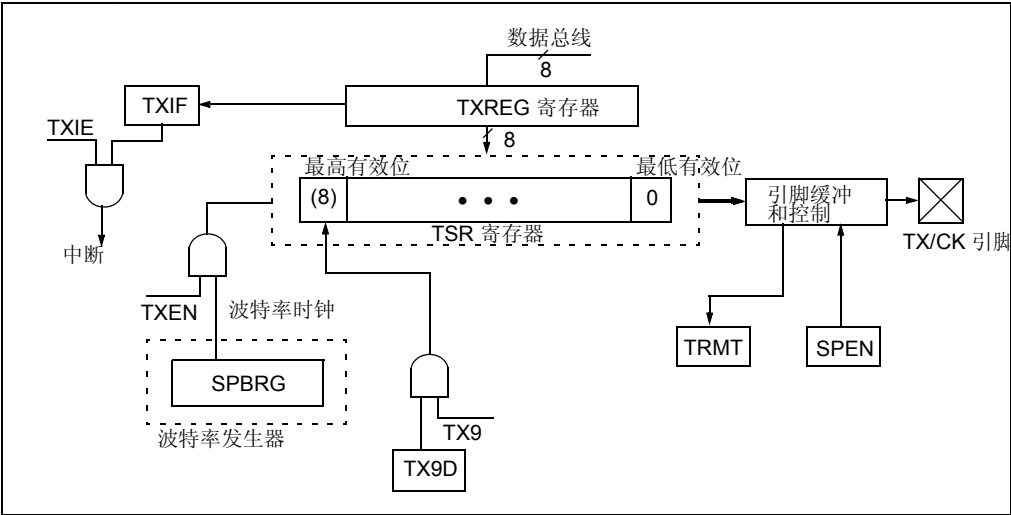 数据总线
8
TXIF
TXREG 寄存器
TXIE
8
最高有效位
最低有效位
(8)
• • •
0
引脚缓冲
和控制
TSR 寄存器
TX/CK 引脚
中断
TXEN
波特率时钟
TRMT
SPEN
SPBRG
TX9
波特率发生器
TX9D